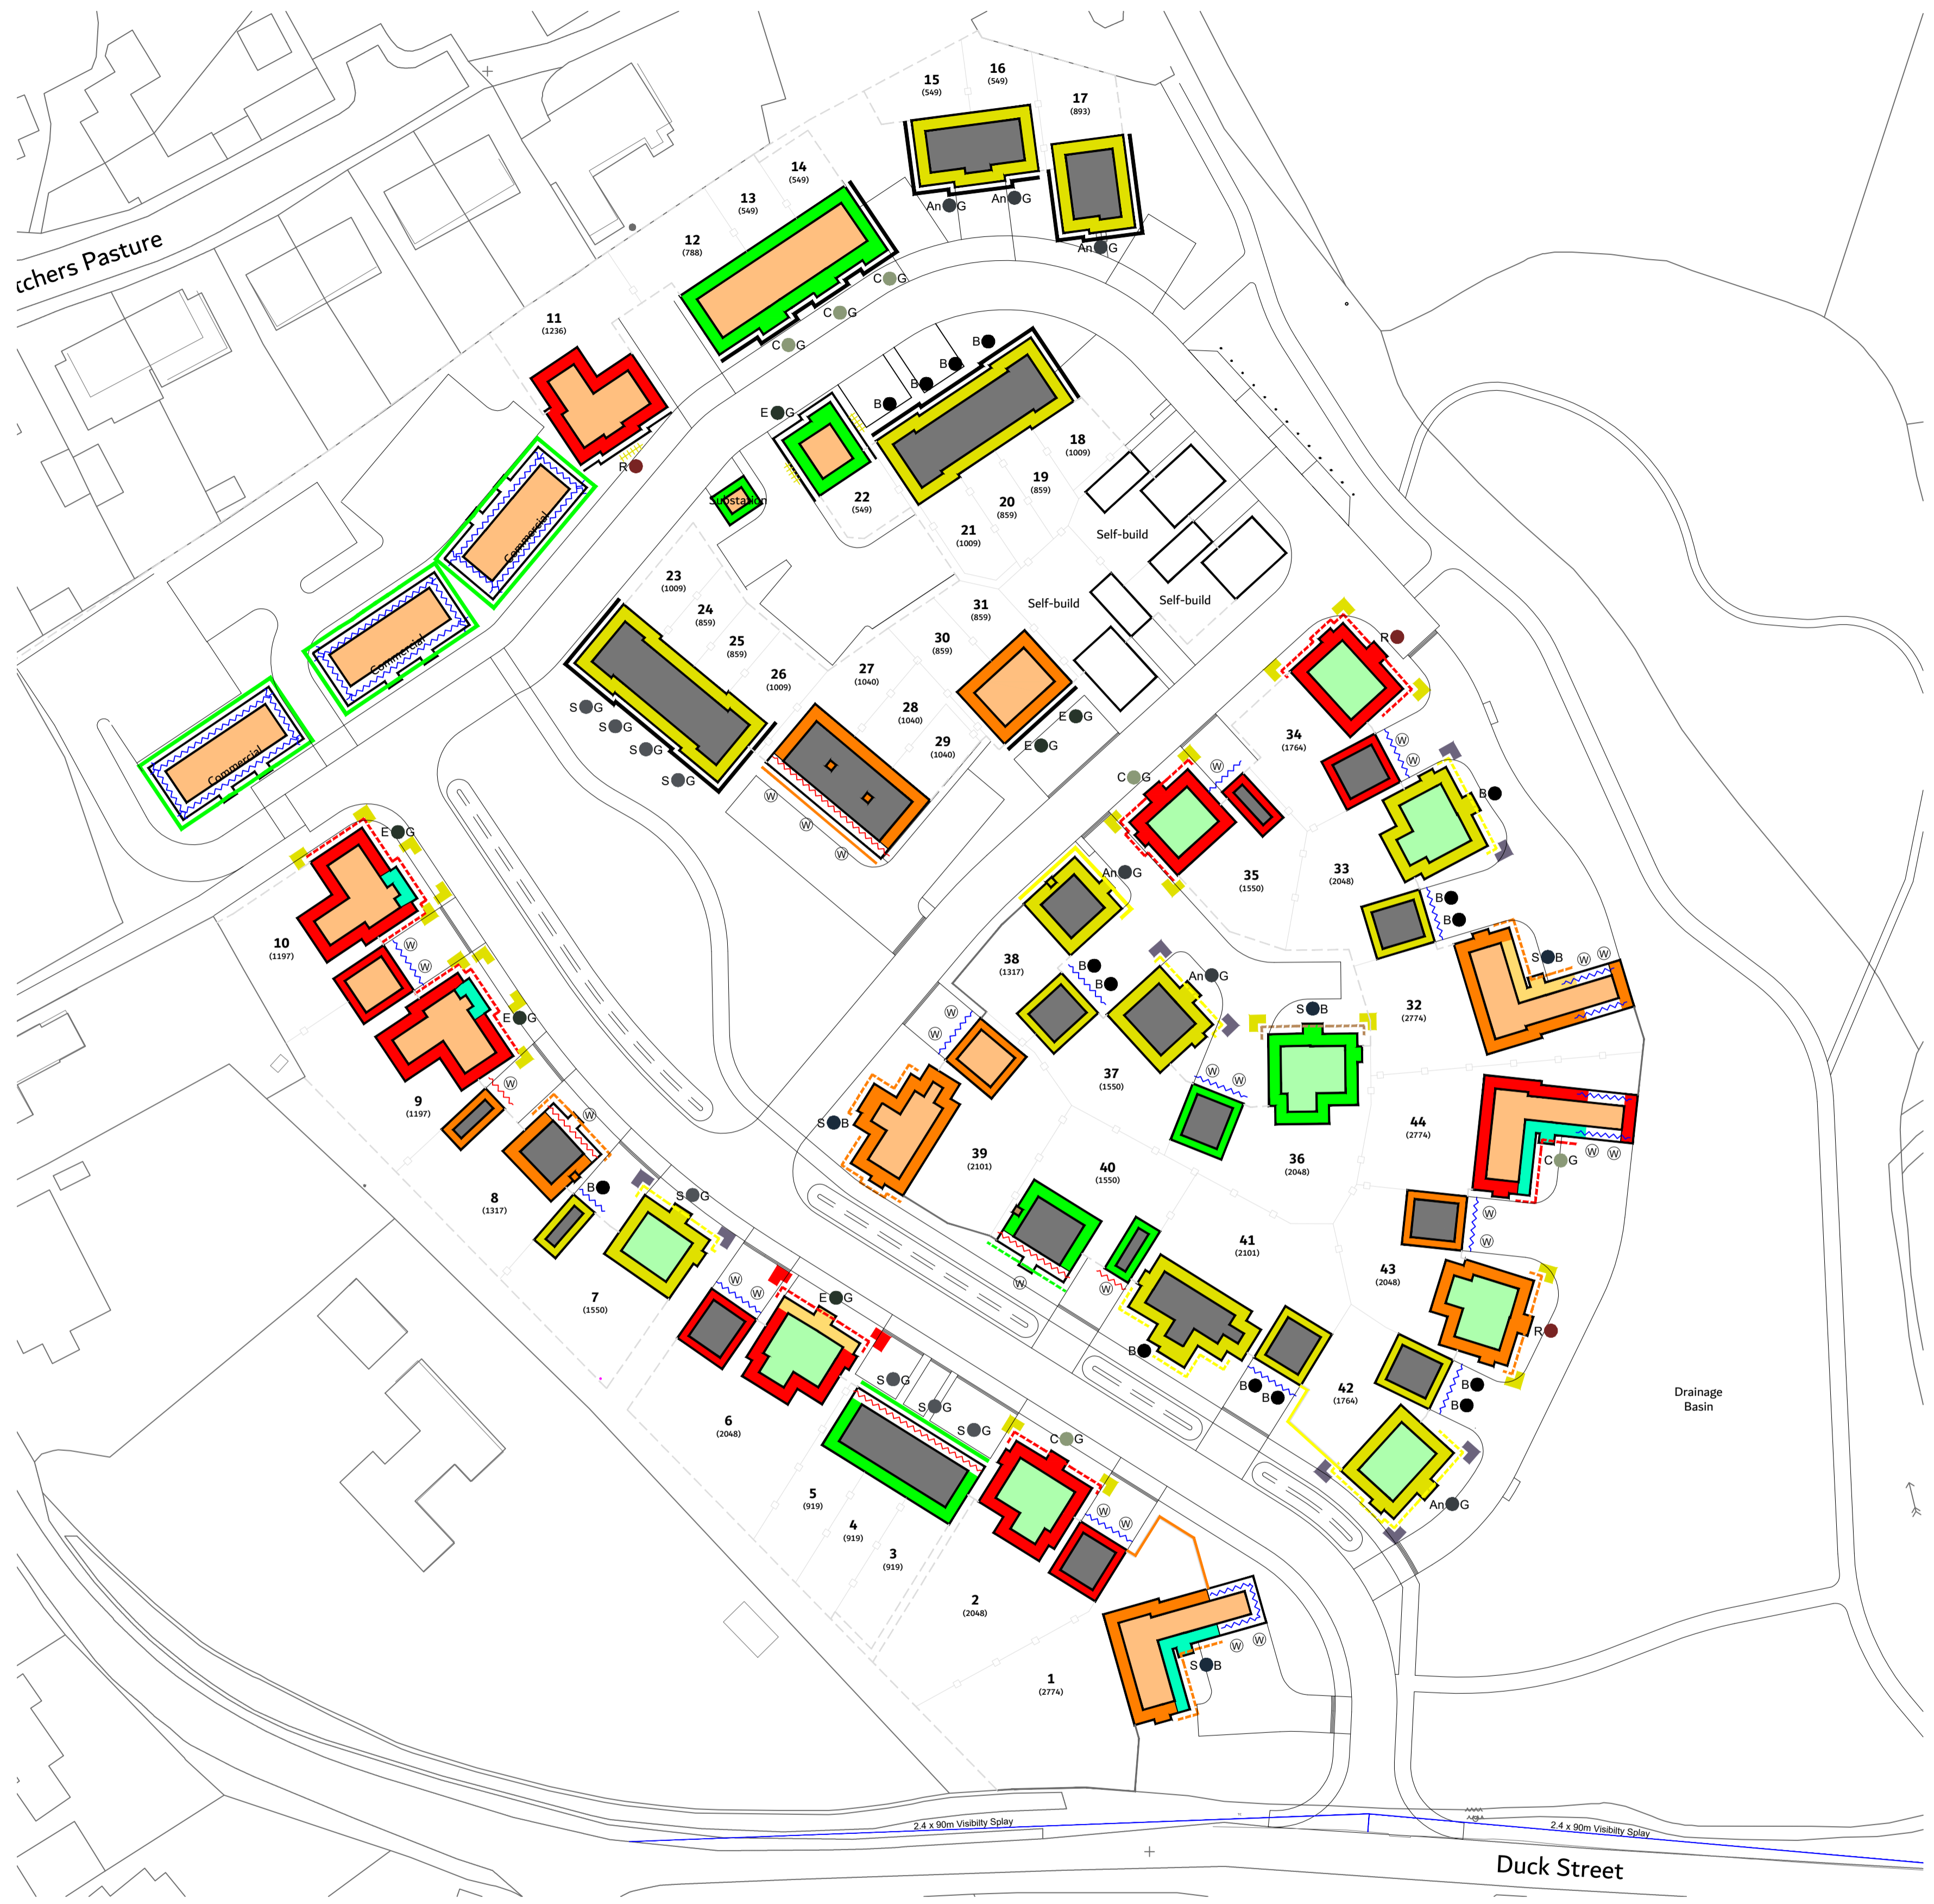 15
(549)
16
(549)
17
(893)
14
(549)
13
(549)
12
(788)
An G
An G
An G
tchers Pasture
C G
C G
C G
11
(1236)
R
B
B
B
B
E G
18
(1009)
19
(859)
20
(859)
21
(1009)
22
(549)
Substation
Commercial
Commercial
Commercial
Self-build
Self-build
Self-build
23
(1009)
24
(859)
25
(859)
26
(1009)
27
(1040)
28
(1040)
29
(1040)
30
(859)
31
(859)
S G
S G
S G
S G
E G
E G
W
W
W
R
34
(1764)
W
W
B
C G
W
35
(1550)
33
(2048)
B
B
An G
38
(1317)
B
B
An G
W
W
S B
W
W
32
(2774)
S B
37
(1550)
W
W
36
(2048)
44
(2774)
W
W
C G
10
(1197)
E G
W
W
E G
9
(1197)
W
W
8
(1317)
B
S G
7
(1550)
W
W
E G
S B
39
(2101)
40
(1550)
W
W
41
(2101)
B
B
B
42
(1764)
43
(2048)
W
W
R
B
B
An G
Drainage
Basin
6
(2048)
S G
S G
S G
5
(919)
4
(919)
3
(919)
C G
W
W
2
(2048)
1
(2774)
W
W
S B
2.4 x 90m Visibilty Splay
2.4 x 90m Visibilty Splay
Duck Street